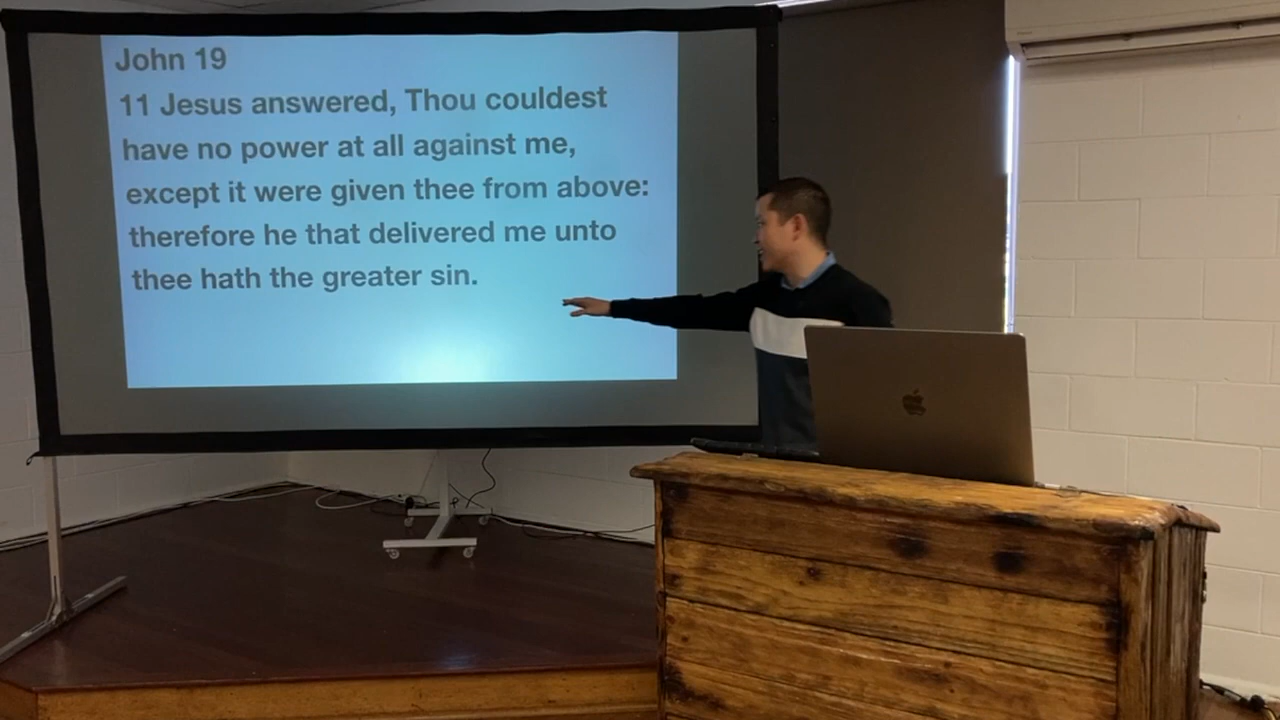 John 19
11 Jesus answered, Thou couldest
have no power at all against me,
except it were given thee from above:
therefore he that delivered me unto
thee hath the greater sin.